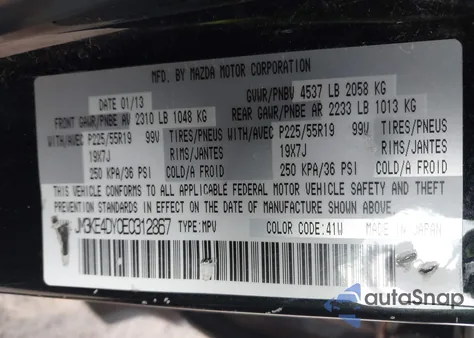 MFD. BY MAZDA MOTOR CORPORATION
DATE 01/13 GVWR/PNBV 4537 LB 2058 KG
FRONT GAWR/PNBE AV 2310 LB 1048 KG REAR GAWR/PNBE AR 2233 LB 1013 KG
WITH/AVEC P225/55R19 99V TIRES/PNEUS WITH/AVEC P225/55R19 99V TIRES/PNEUS
19X7J RIMS/JANTES 19X7J RIMS/JANTES
250 KPA/36 PSI COLD/A FROID 250 KPA/36 PSI COLD/A FROID
THIS VEHICLE CONFORMS TO ALL APPLICABLE FEDERAL MOTOR VEHICLE SAFETY AND THEFT
PREVENTION STANDARDS IN EFFECT ON THE DATE OF MANUFACTURE SHOWN ABOVE.
JM3KE4DY0E0312867 TYPE:MPV COLOR: 41W MADE IN JAPAN
autoSnap